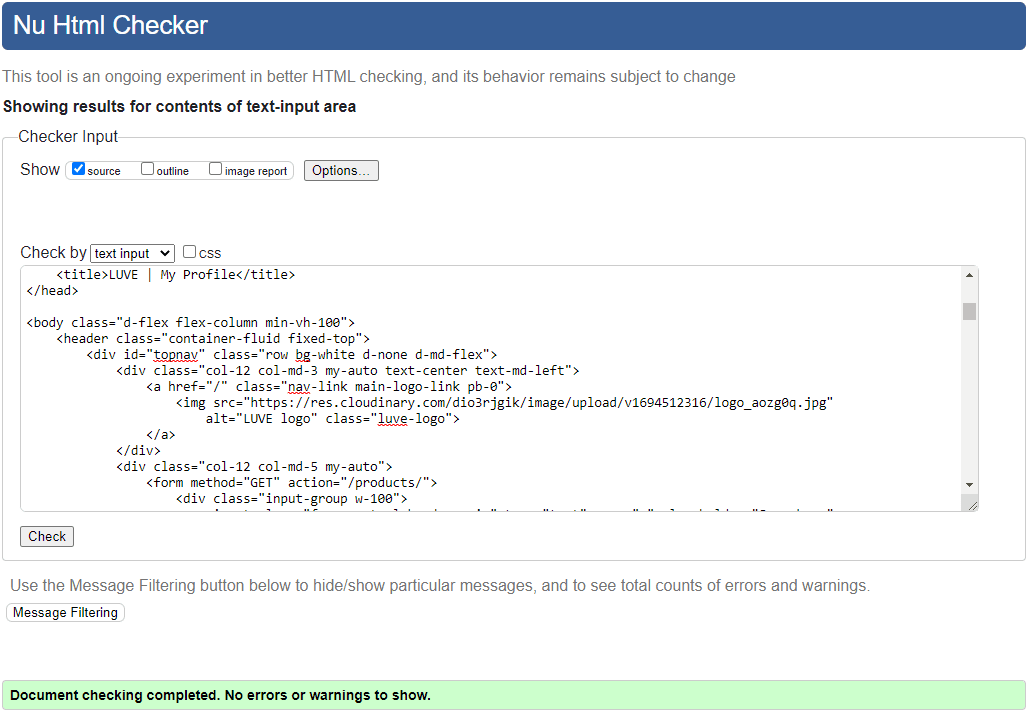 Nu Html Checker
This tool is an ongoing experiment in better HTML checking, and its behavior remains subject to change
Showing results for contents of text-input area
Checker Input
Show source outline image report Options...
Check by text input css
<title>LUVE | My Profile</title>
</head>
<body class="d-flex flex-column min-vh-100">
<header class="container-fluid fixed-top">
<div id="topnav" class="row bg-white d-none d-md-flex">
<div class="col-12 col-md-3 my-auto text-center text-md-left">
<a href="/" class="nav-link main-logo-link pb-0">
<img src="https://res.cloudinary.com/dio3rjgik/image/upload/v1694512316/logo_aozg0q.jpg"
alt="LUVE logo" class="luve-logo">
</a>
</div>
<div class="col-12 col-md-5 my-auto">
<form method="GET" action="/products/">
<div class="input-group w-100">
Check
Use the Message Filtering button below to hide/show particular messages, and to see total counts of errors and warnings.
Message Filtering
Document checking completed. No errors or warnings to show.